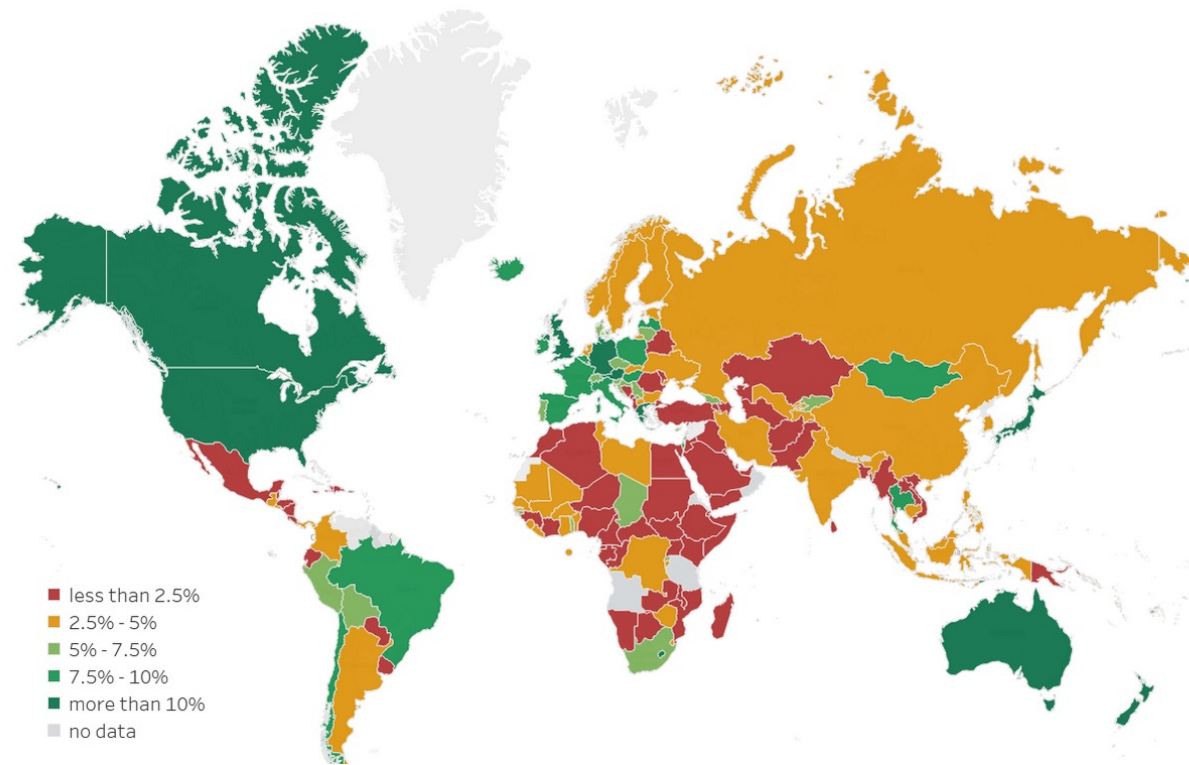 less than 2.5%
2.5% - 5%
5% - 7.5%
7.5% - 10%
more than 10%
no data